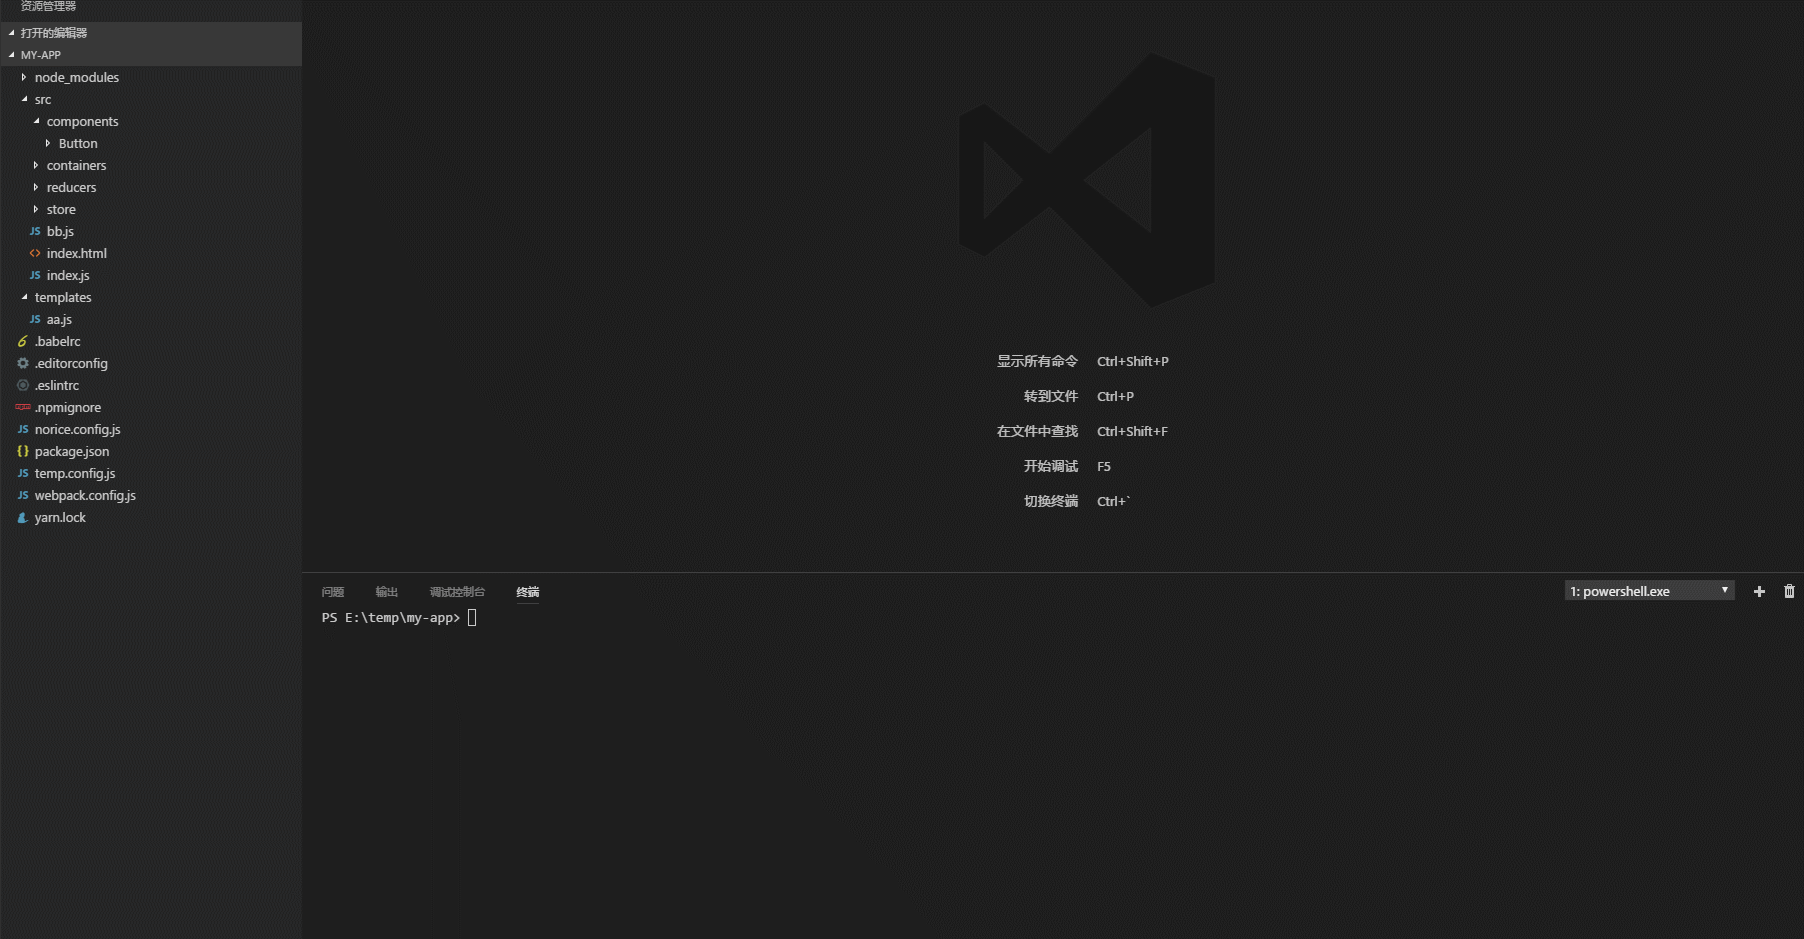 资源管理器
打开的编辑器
MY-APP
node_modules
src
components
Button
containers
reducers
store
JS bb.js
<> index.html
JS index.js
templates
JS aa.js
.babelrc
.editorconfig
.eslintrc
npm .npmignore
JS norice.config.js
{} package.json
JS temp.config.js
JS webpack.config.js
yarn.lock
显示所有命令 Ctrl+Shift+P
转到文件 Ctrl+P
在文件中查找 Ctrl+Shift+F
开始调试 F5
切换终端 Ctrl+`
问题 输出 调试控制台 终端 1: powershell.exe
PS E:\temp\my-app>